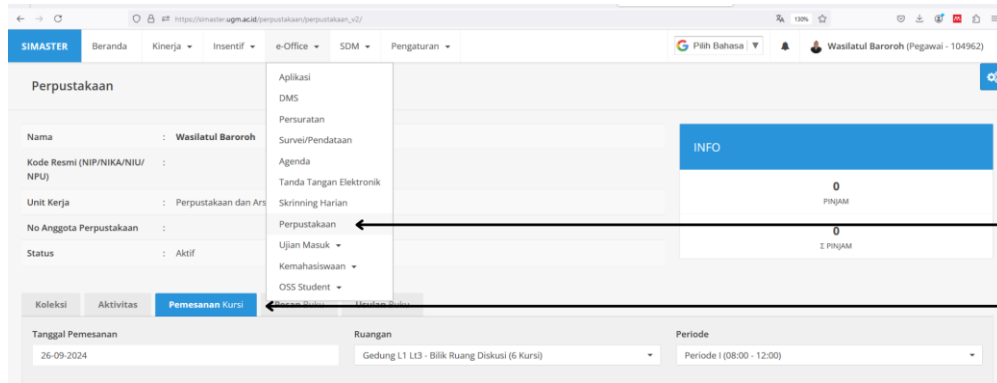 https://simaster.ugm.ac.id/perpustakaan/perpustakaan_v2/ 130%
SIMASTER Beranda Kinerja Insentif e-Office SDM Pengaturan Pilih Bahasa Wasilatul Baroroh (Pegawai - 104962)
Perpustakaan
Aplikasi
DMS
Persuratan
Survei/Pendataan
Agenda
Tanda Tangan Elektronik
Skrinning Harian
Perpustakaan
Ujian Masuk
Kemahasiswaan
OSS Student
Nama : Wasilatul Baroroh
Kode Resmi (NIP/NIKA/NIU/
NPU) :
Unit Kerja : Perpustakaan dan Ars
No Anggota Perpustakaan :
Status : Aktif
INFO
0
PINJAM
0
Σ PINJAM
Koleksi Aktivitas Pemesanan Kursi Pesan Buku Usulan Buku
Tanggal Pemesanan Ruangan Periode
26-09-2024 Gedung L1 Lt3 - Bilik Ruang Diskusi (6 Kursi) Periode I (08:00 - 12:00)